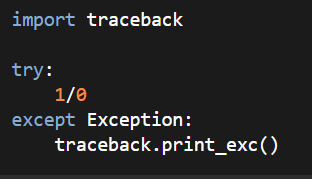 import traceback

try:
    1/0
except Exception:
    traceback.print_exc()